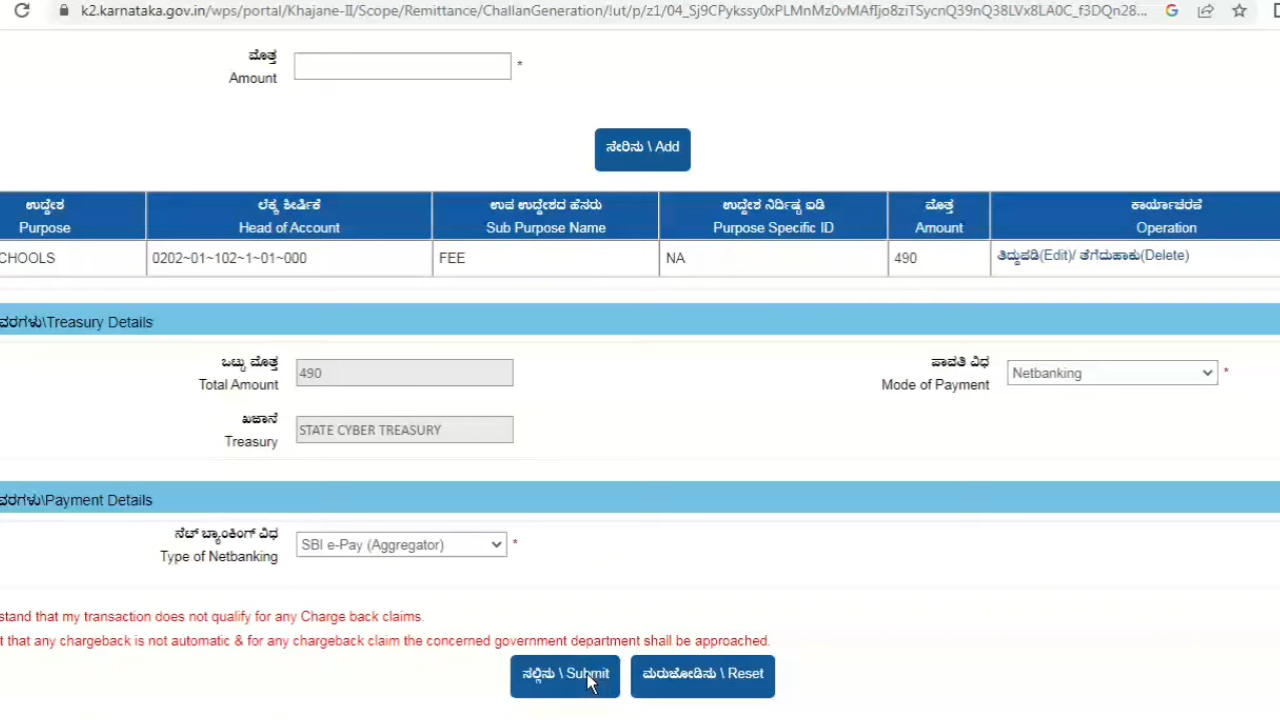 k2.karnataka.gov.in/wps/portal/Khajane-II/Scope/Remittance/ChallanGeneration/!ut/p/z1/04_Sj9CPykssy0xPLMnMz0vMAfIjo8ziTSycnQ39nQ38LVx8LA0C_f3DQn28...
ಮೊತ್ತ
Amount
*
ಸೇರಿಸು \ Add
ಉದ್ದೇಶ ಲೆಕ್ಕ ಶೀರ್ಷಿಕೆ ಉಪ ಉದ್ದೇಶದ ಹೆಸರು ಉದ್ದೇಶ ನಿರ್ದಿಷ್ಟ ಐಡಿ ಮೊತ್ತ ಕಾರ್ಯಾಚರಣೆ
Purpose Head of Account Sub Purpose Name Purpose Specific ID Amount Operation
CHOOLS 0202~01~102~1~01~000 FEE NA 490 ತಿದ್ದುಪಡಿ(Edit)/ ತೆಗೆದುಹಾಕು(Delete)
ವರಗಳು\Treasury Details
ಒಟ್ಟು ಮೊತ್ತ
Total Amount
490
ಪಾವತಿ ವಿಧ
Mode of Payment
Netbanking
*
ಖಜಾನೆ
Treasury
STATE CYBER TREASURY
ವರಗಳು\Payment Details
ನೆಟ್ ಬ್ಯಾಂಕಿಂಗ್ ವಿಧ
Type of Netbanking
SBI e-Pay (Aggregator)
*
stand that my transaction does not qualify for any Charge back claims.
t that any chargeback is not automatic & for any chargeback claim the concerned government department shall be approached.
ಸಲ್ಲಿಸು \ Submit
ಮರುಜೋಡಿಸು \ Reset